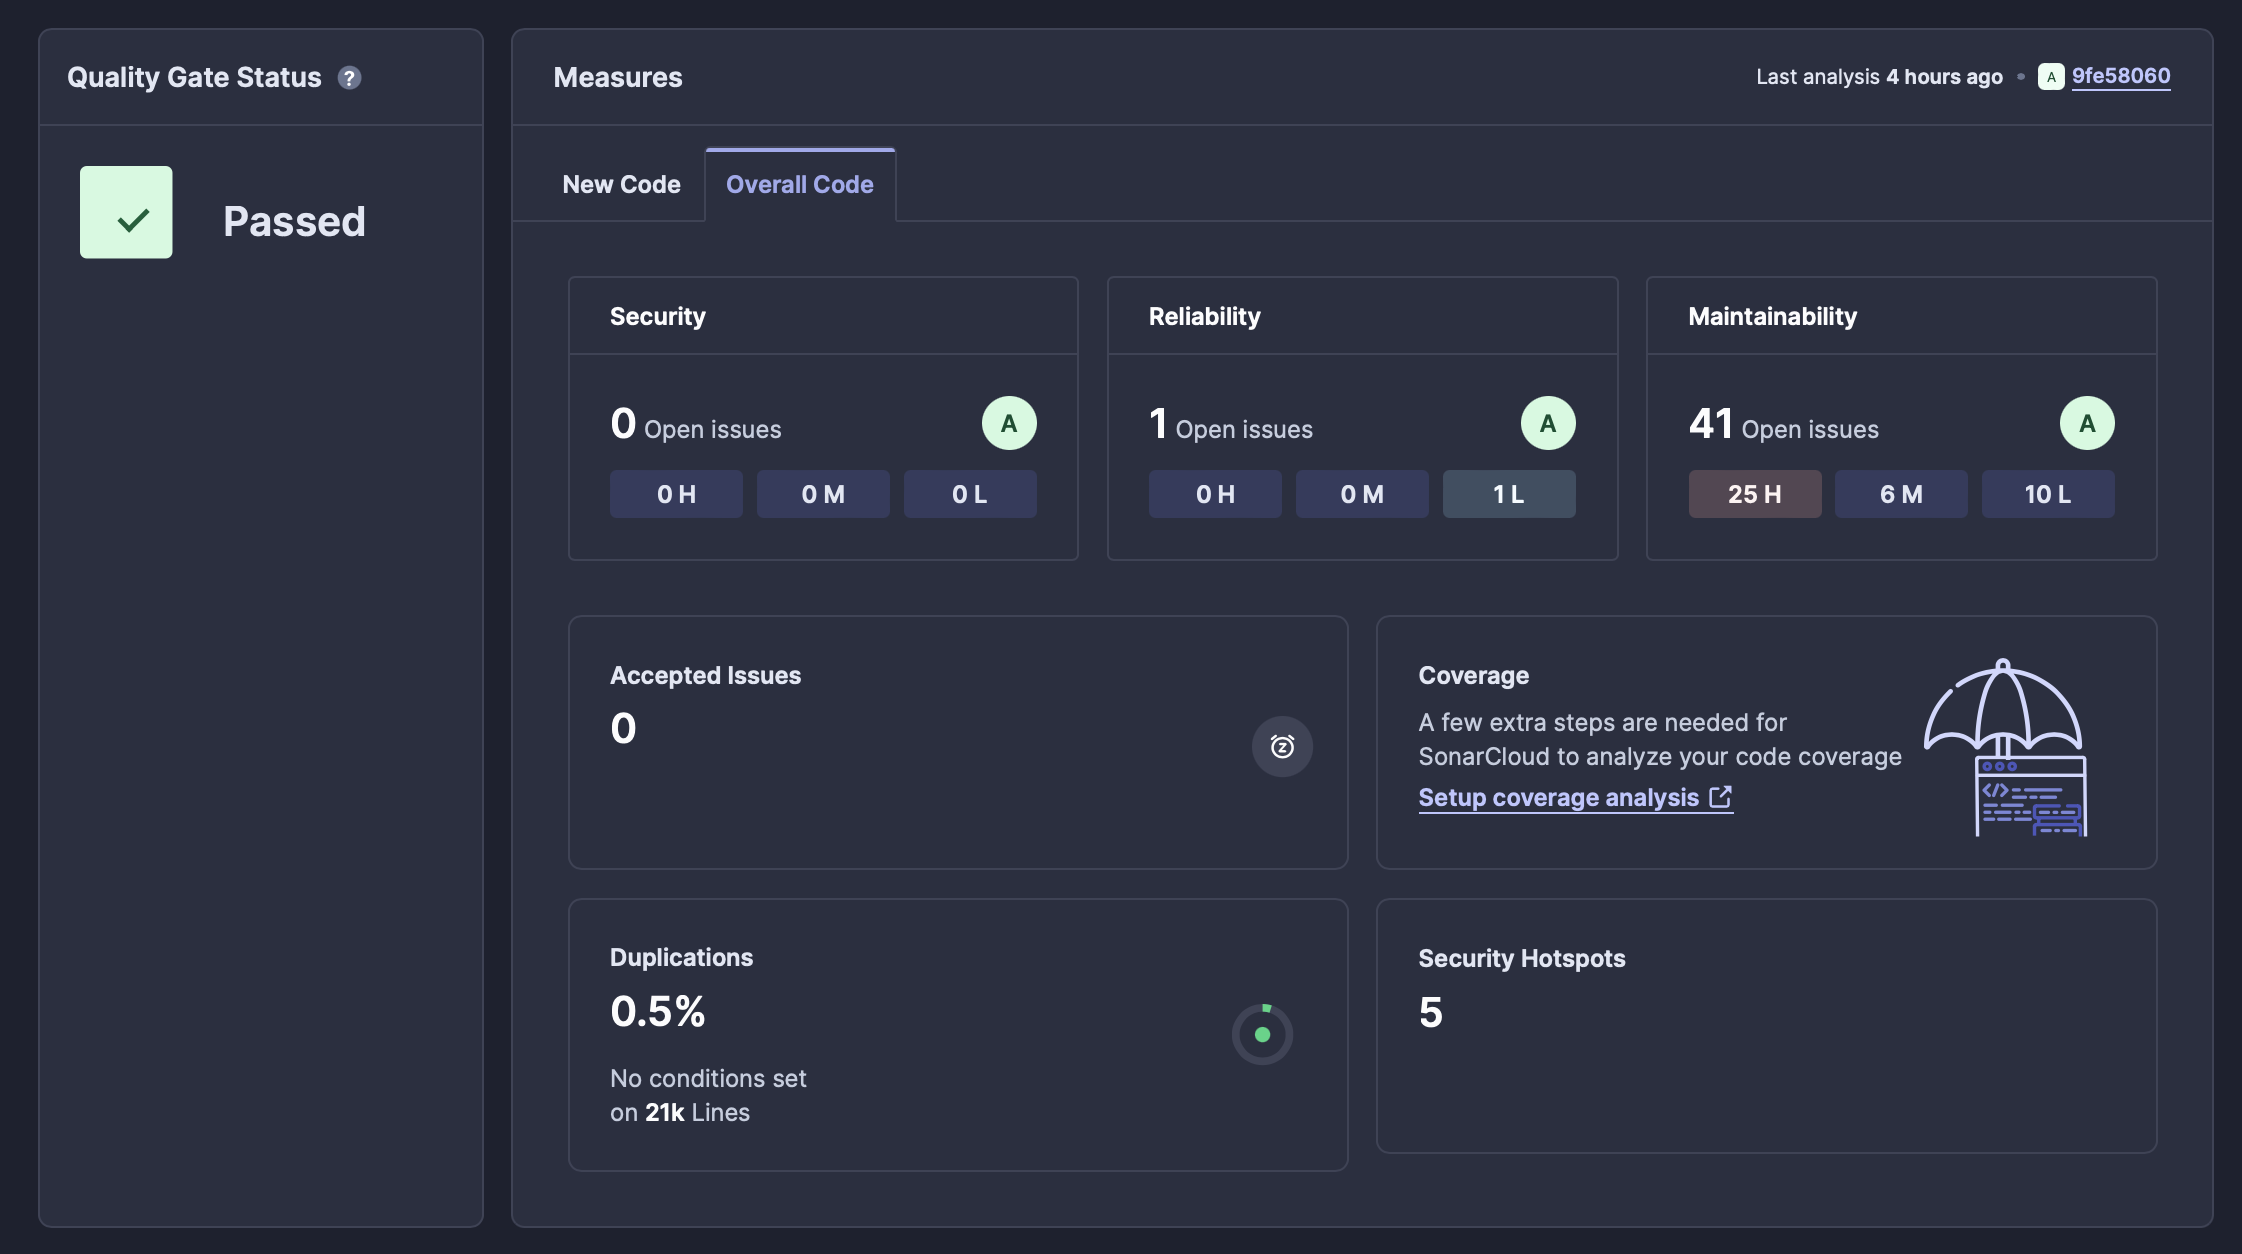 Quality Gate Status ?
Passed
Measures
Last analysis 4 hours ago • A 9fe58060
New Code
Overall Code
Security
0 Open issues
A
0 H
0 M
0 L
Reliability
1 Open issues
A
0 H
0 M
1 L
Maintainability
41 Open issues
A
25 H
6 M
10 L
Accepted Issues
0
Coverage
A few extra steps are needed for
SonarCloud to analyze your code coverage
Setup coverage analysis
</>
Duplications
0.5%
No conditions set
on 21k Lines
Security Hotspots
5